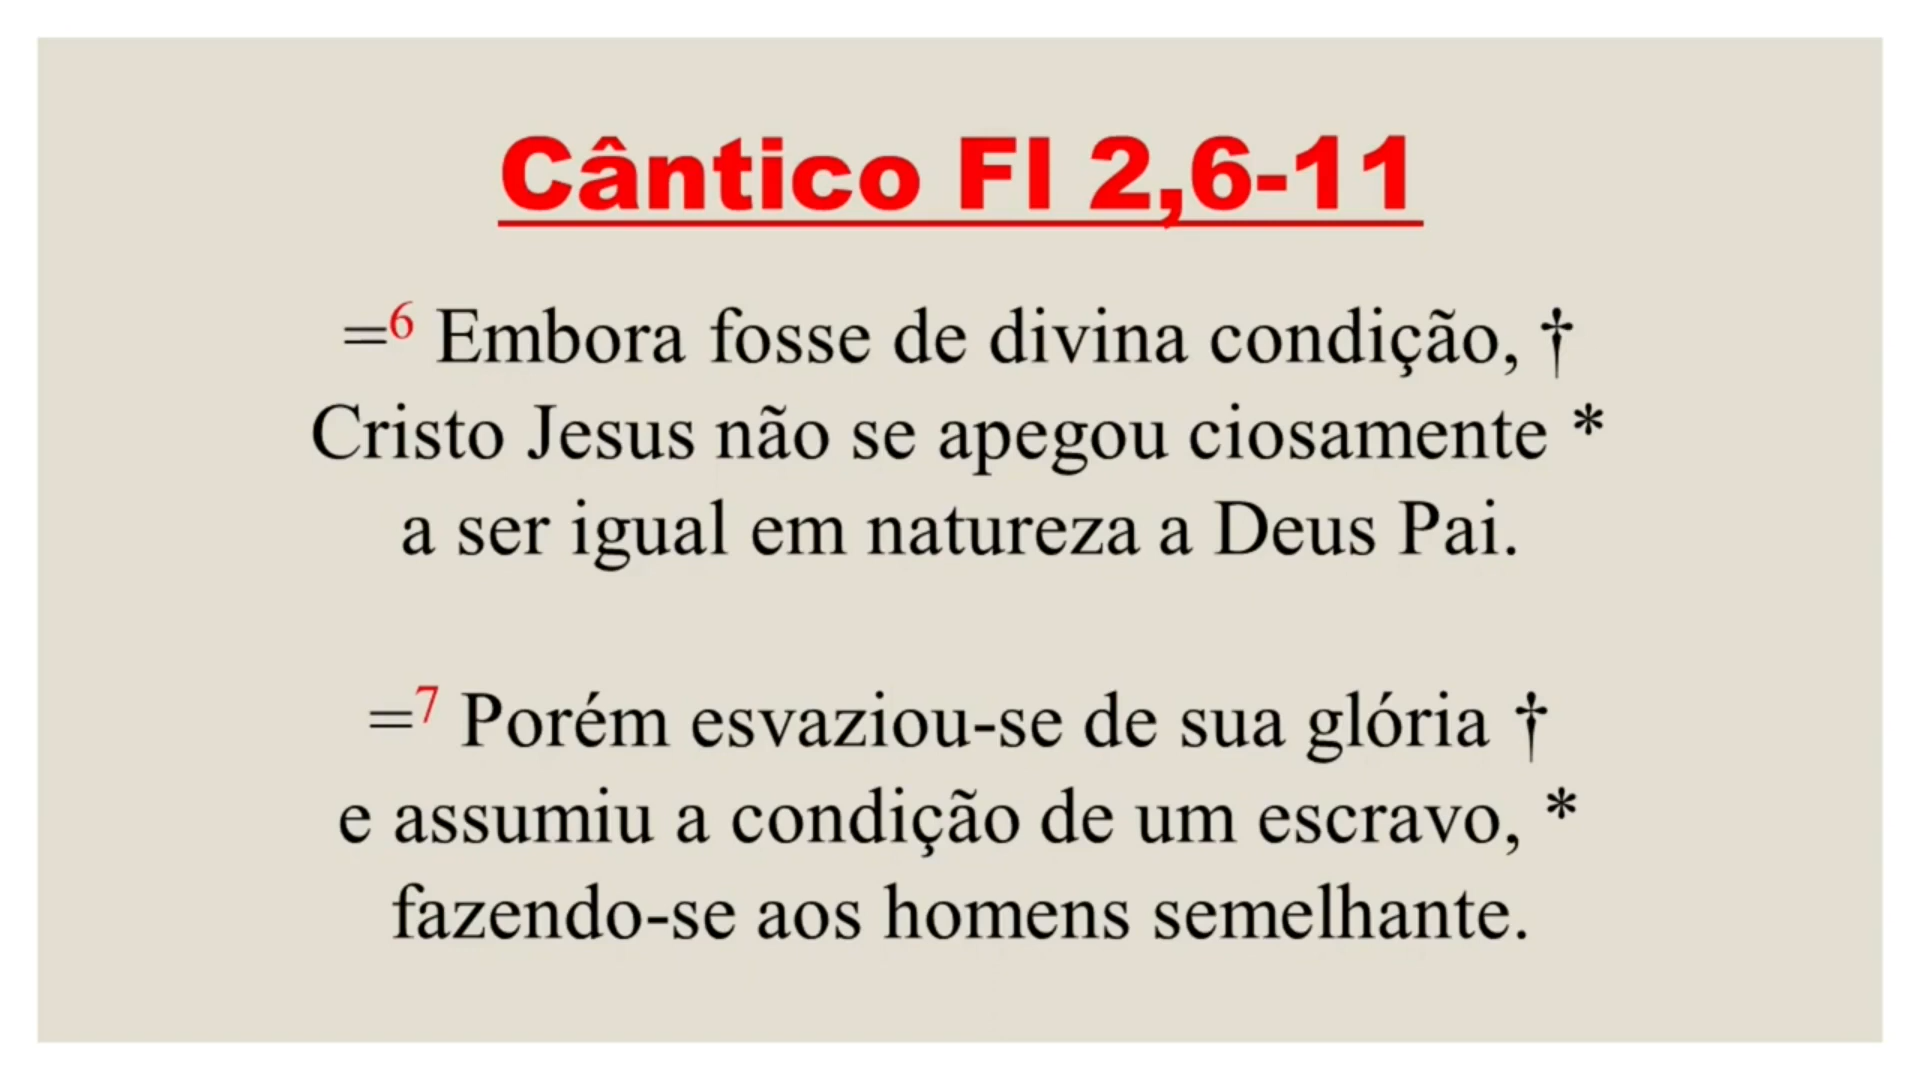 Cântico Fl 2,6-11
=6 Embora fosse de divina condição, †
Cristo Jesus não se apegou ciosamente *
a ser igual em natureza a Deus Pai.
=7 Porém esvaziou-se de sua glória †
e assumiu a condição de um escravo, *
fazendo-se aos homens semelhante.